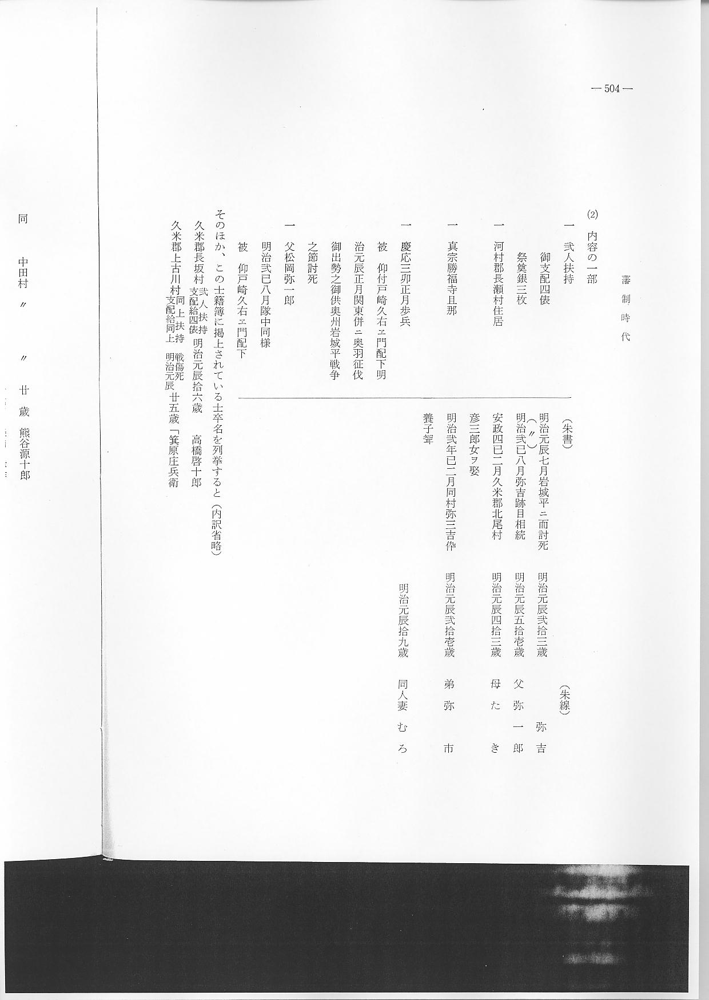 — 504 —
藩制時代
(2) 内容の一部
一 弐人扶持
御支配四俵
祭奠銀三枚
一 河村郡長瀬村住居
一 真宗勝福寺旦那
一 慶応三卯正月歩兵
被 仰付戸崎久右ヱ門配下明
治元辰正月関東併ニ奥羽征伐
御出勢之御供奥州岩城平戦争
之節討死
一 父松岡弥一郎
明治弐巳八月隊中同様
被 仰戸崎久右ヱ門配下
(朱書) (朱線)
明治元辰七月岩城平ニ而討死 明治元辰弐拾三歳 弥吉
(〃)
明治弐巳八月弥吉跡目相続 明治元辰五拾壱歳 父弥一郎
安政四巳二月久米郡北尾村 明治元辰四拾三歳 母たき
彦三郎女ヲ娶
明治弐年巳二月同村弥三吉伜 明治元辰弐拾壱歳 弟弥市
養子聟
明治元辰拾九歳 同人妻むろ
そのほか、この士籍簿に掲上されている士卒名を列挙すると(内訳省略)
久米郡長坂村 弐人扶持 支配給四俵 明治元辰拾六歳 高橋啓十郎
久米郡上古川村 同上扶持 支配給同上 戦傷死 明治元辰 廿五歳「箕原庄兵衛
同 中田村 〃 〃 廿歳 熊谷源十郎